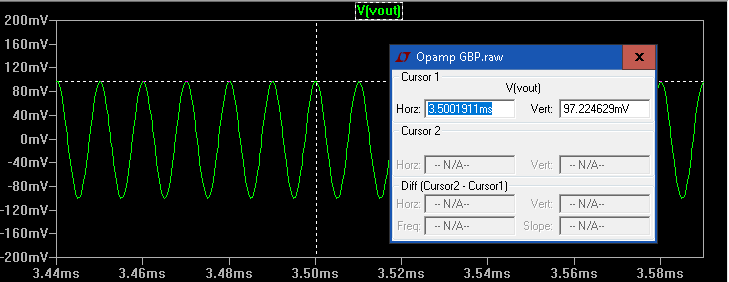 V(vout)
200mV
160mV
120mV
80mV
40mV
0mV
-40mV
-80mV
-120mV
-160mV
-200mV
3.44ms
3.46ms
3.48ms
3.50ms
3.52ms
3.54ms
3.56ms
3.58ms
Opamp GBP.raw
x
Cursor 1
V(vout)
Horz: 3.5001911ms Vert: 97.224629mV
Cursor 2
Horz: -- N/A-- Vert: -- N/A--
Diff (Cursor2 - Cursor1)
Horz: -- N/A-- Vert: -- N/A--
Freq: -- N/A-- Slope: -- N/A--